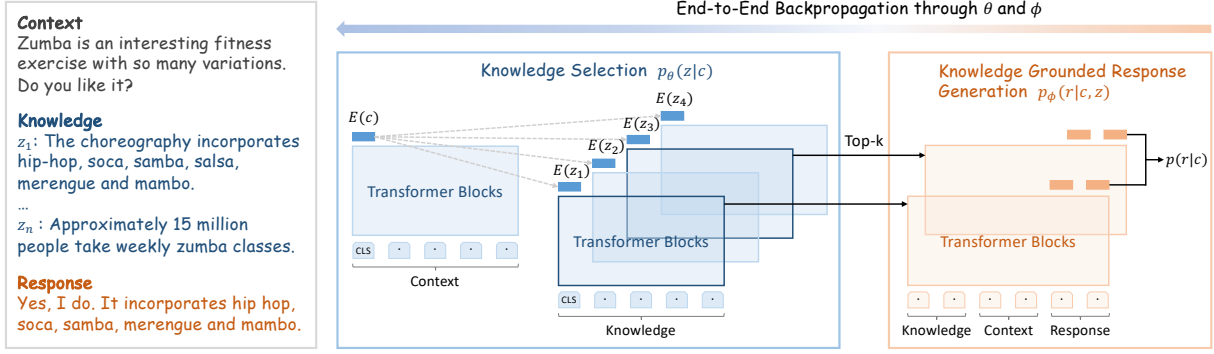 Context
Zumba is an interesting fitness
exercise with so many variations.
Do you like it?
Knowledge
z₁: The choreography incorporates
hip-hop, soca, samba, salsa,
merengue and mambo.
...
zₙ : Approximately 15 million
people take weekly zumba classes.
Response
Yes, I do. It incorporates hip hop,
soca, samba, merengue and mambo.
End-to-End Backpropagation through θ and ϕ
Knowledge Selection p_θ(z|c)
E(c)
Transformer Blocks
CLS · · · ·
Context
E(z₄)
E(z₃)
E(z₂)
E(z₁)
Transformer Blocks
CLS · · · ·
Knowledge
Top-k
Knowledge Grounded Response
Generation p_ϕ(r|c, z)
p(r|c)
Transformer Blocks
· · · · · ·
Knowledge Context Response